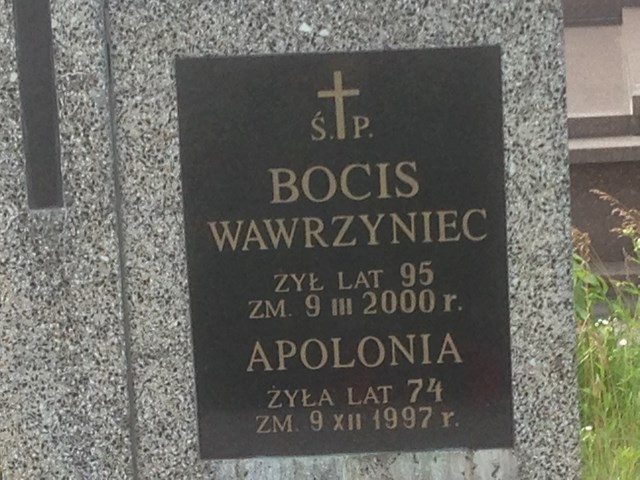 Ś. P.
BOCIS
WAWRZYNIEC
ŻYŁ LAT 95
ZM. 9 III 2000 r.
APOLONIA
ŻYŁA LAT 74
ZM. 9 XII 1997 r.